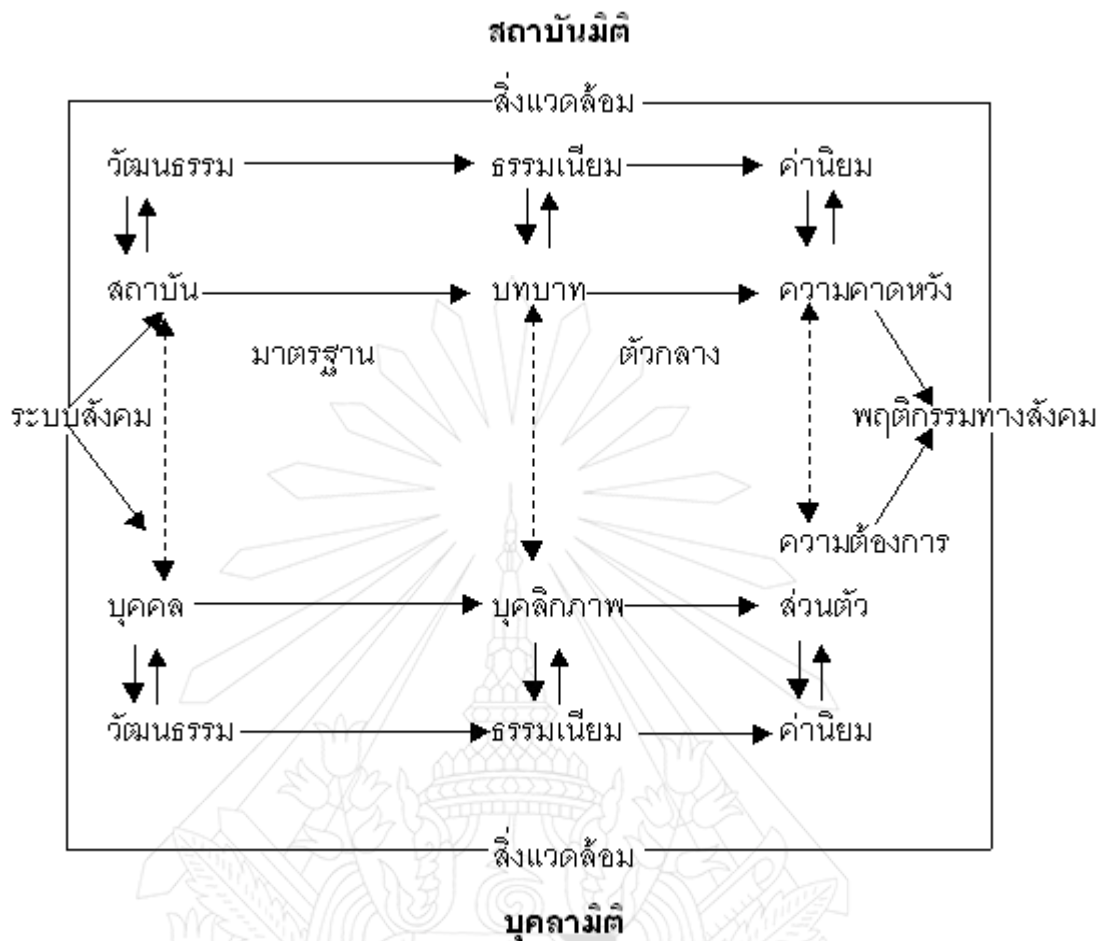 สถาบันมิติ
สิ่งแวดล้อม
วัฒนธรรม ธรรมเนียม ค่านิยม
สถาบัน บทบาท ความคาดหวัง
มาตรฐาน ตัวกลาง
ระบบสังคม พฤติกรรมทางสังคม
ความต้องการ
บุคคล บุคลิกภาพ ส่วนตัว
วัฒนธรรม ธรรมเนียม ค่านิยม
สิ่งแวดล้อม
บุคลามิติ